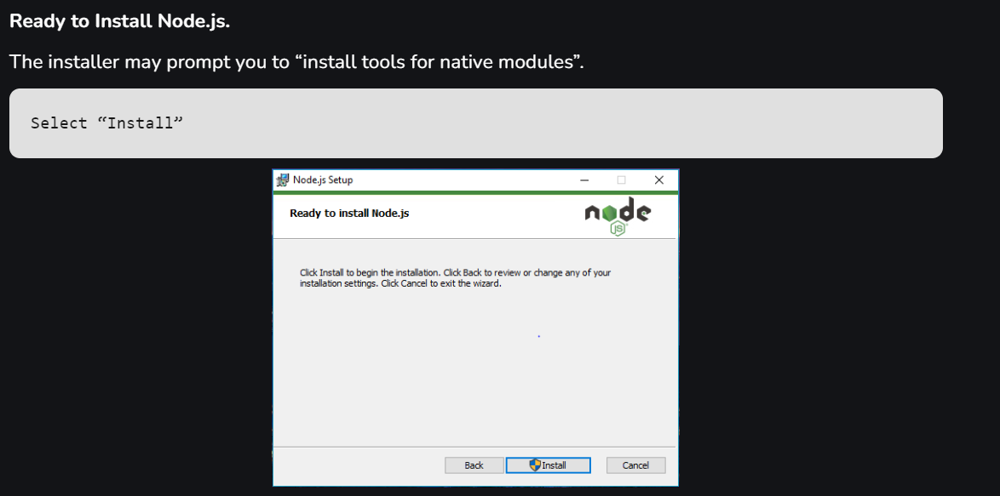 Ready to Install Node.js.
The installer may prompt you to “install tools for native modules”.
Select “Install”
Node.js Setup
Ready to install Node.js
node
JS
Click Install to begin the installation. Click Back to review or change any of your
installation settings. Click Cancel to exit the wizard.
Back
Install
Cancel